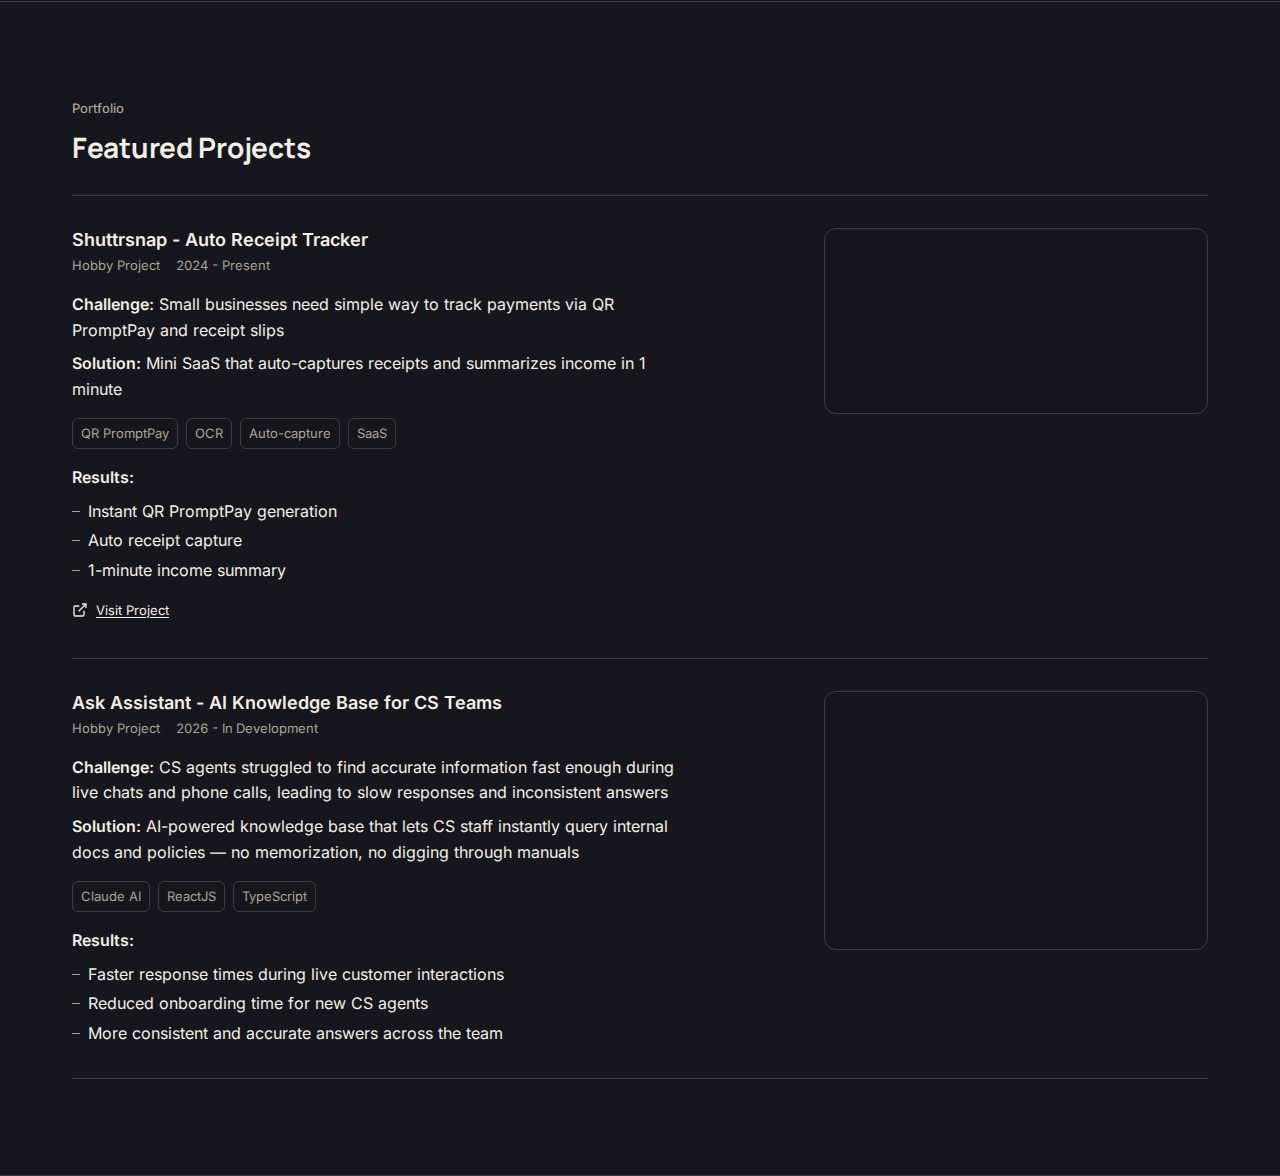 Portfolio
Featured Projects
Shuttrsnap - Auto Receipt Tracker
Hobby Project 2024 - Present
Challenge: Small businesses need simple way to track payments via QR
PromptPay and receipt slips
Solution: Mini SaaS that auto-captures receipts and summarizes income in 1
minute
QR PromptPay OCR Auto-capture SaaS
Results:
– Instant QR PromptPay generation
– Auto receipt capture
– 1-minute income summary
Visit Project
Ask Assistant - AI Knowledge Base for CS Teams
Hobby Project 2026 - In Development
Challenge: CS agents struggled to find accurate information fast enough during
live chats and phone calls, leading to slow responses and inconsistent answers
Solution: AI-powered knowledge base that lets CS staff instantly query internal
docs and policies — no memorization, no digging through manuals
Claude AI ReactJS TypeScript
Results:
– Faster response times during live customer interactions
– Reduced onboarding time for new CS agents
– More consistent and accurate answers across the team